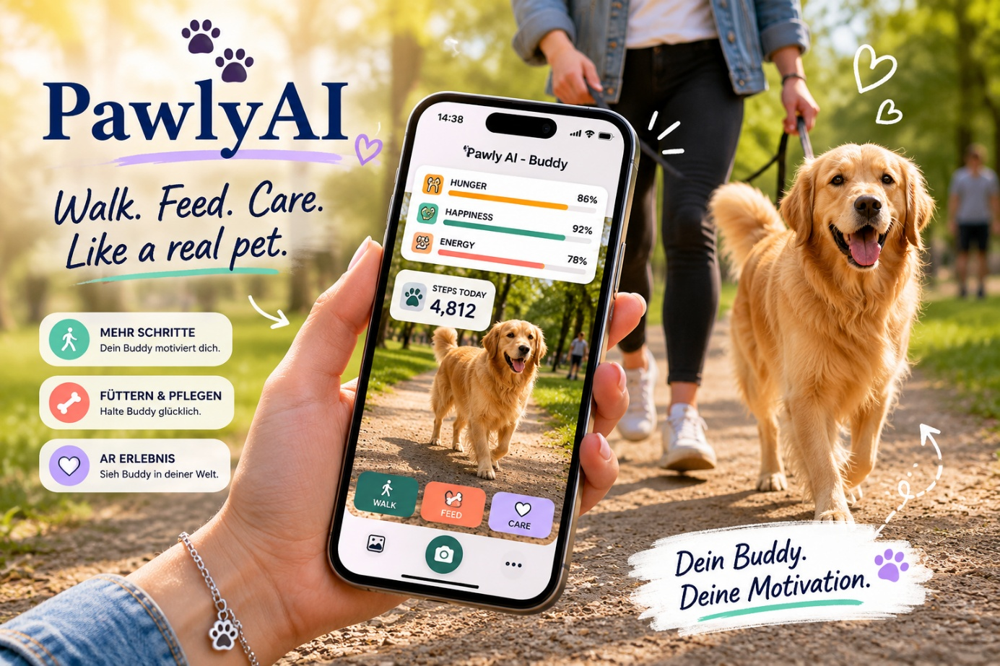 PawlyAI
Walk. Feed. Care.
Like a real pet.
MEHR SCHRITTE
Dein Buddy motiviert dich.
FÜTTERN & PFLEGEN
Halte Buddy glücklich.
AR ERLEBNIS
Sieh Buddy in deiner Welt.
14:38
Pawly AI - Buddy
HUNGER
86%
HAPPINESS
92%
ENERGY
78%
STEPS TODAY
4,812
WALK
FEED
CARE
Dein Buddy.
Deine Motivation.